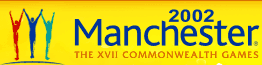 2002
Manchester
THE XVII COMMONWEALTH GAMES